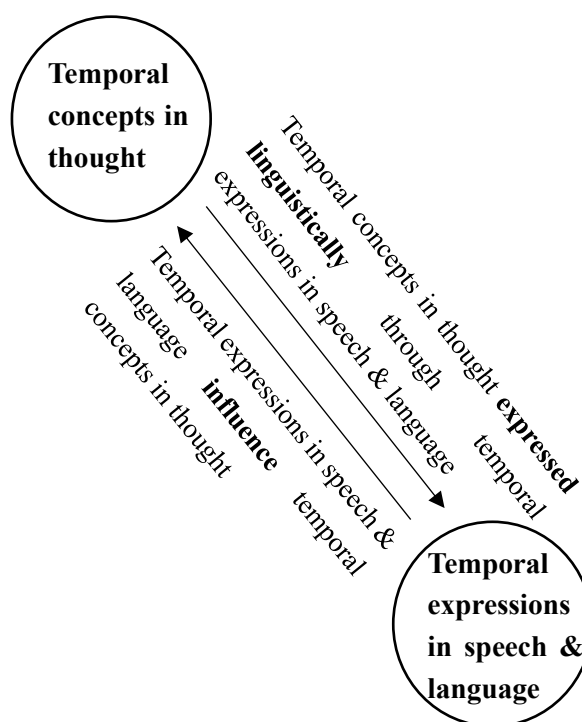 Temporal
concepts in
thought
Temporal concepts in thought expressed
linguistically through temporal
expressions in speech & language
Temporal expressions in speech &
language influence temporal
concepts in thought
Temporal
expressions
in speech &
language